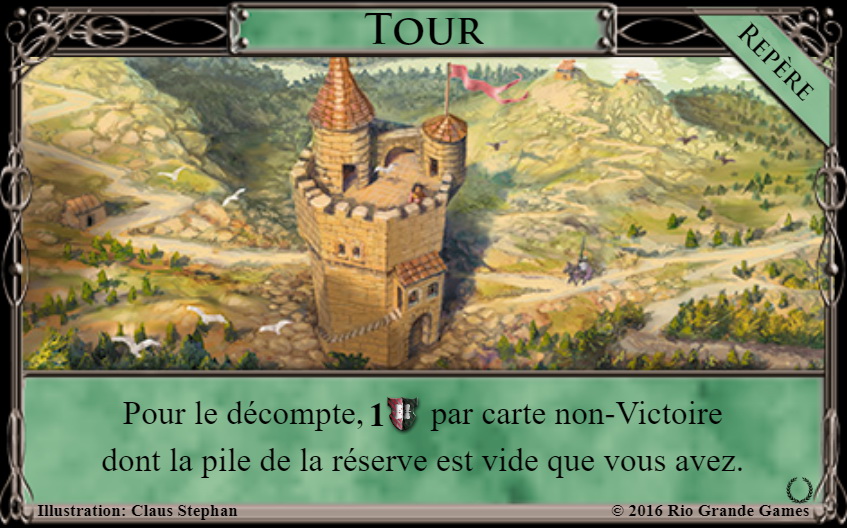 Tour
Repère
Pour le décompte, 1 par carte non-Victoire
dont la pile de la réserve est vide que vous avez.
Illustration: Claus Stephan © 2016 Rio Grande Games